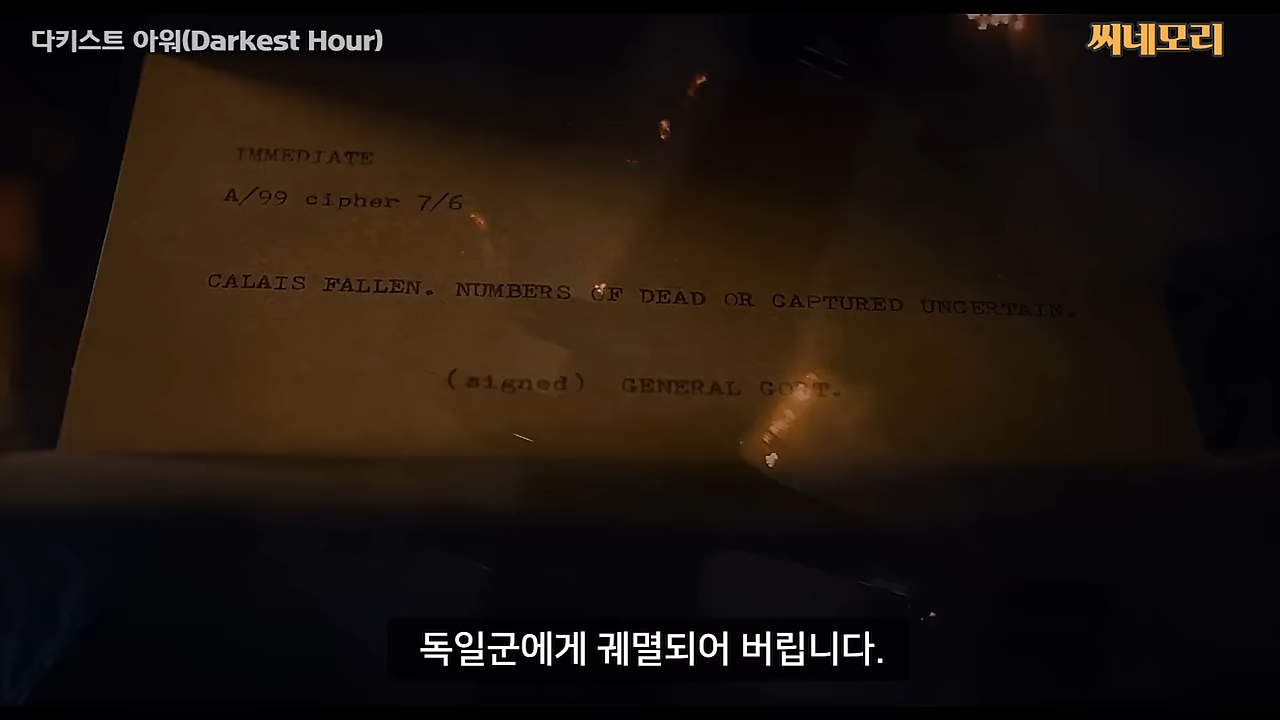 다키스트 아워(Darkest Hour)
씨네모리
IMMEDIATE
A/99 cipher 7/6
CALAIS FALLEN. NUMBERS OF DEAD OR CAPTURED UNCERTAIN.
(signed) GENERAL GORT.
독일군에게 궤멸되어 버립니다.